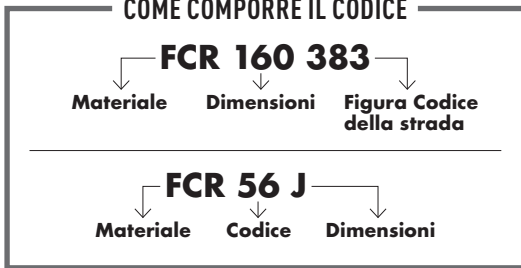 COME COMPORRE IL CODICE
FCR 160 383
Materiale Dimensioni Figura Codice
della strada
FCR 56 J
Materiale Codice Dimensioni